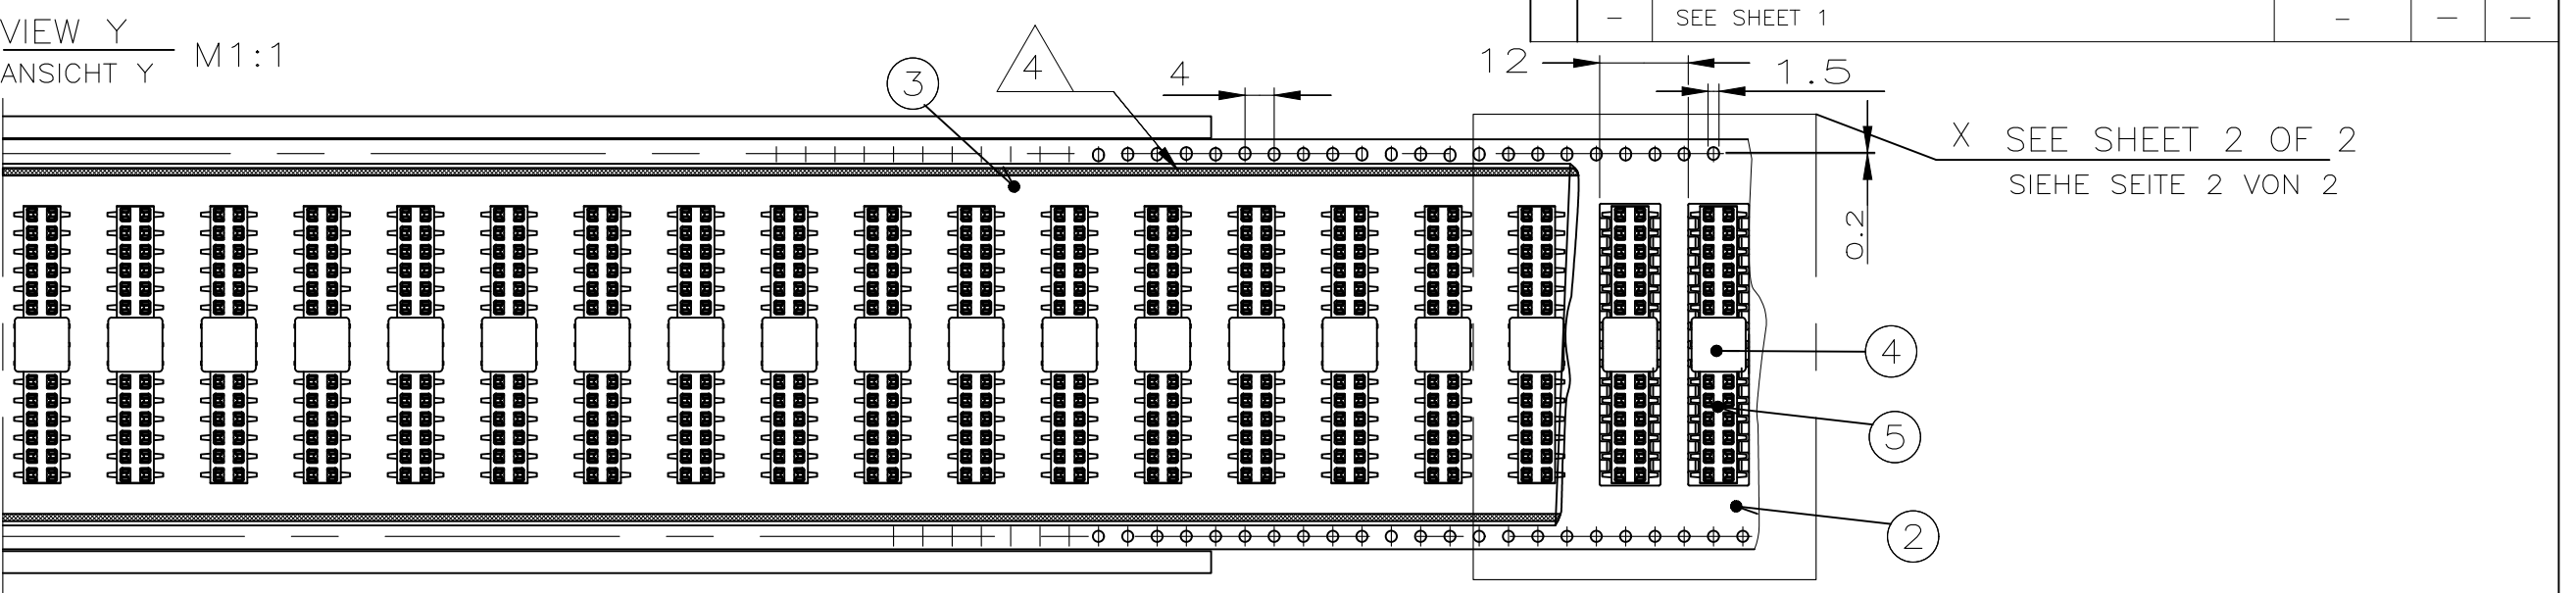 VIEW Y
ANSICHT Y
M1:1
- SEE SHEET 1 - - -
3
4
4
12
1.5
0.2
X SEE SHEET 2 OF 2
SIEHE SEITE 2 VON 2
4
5
2